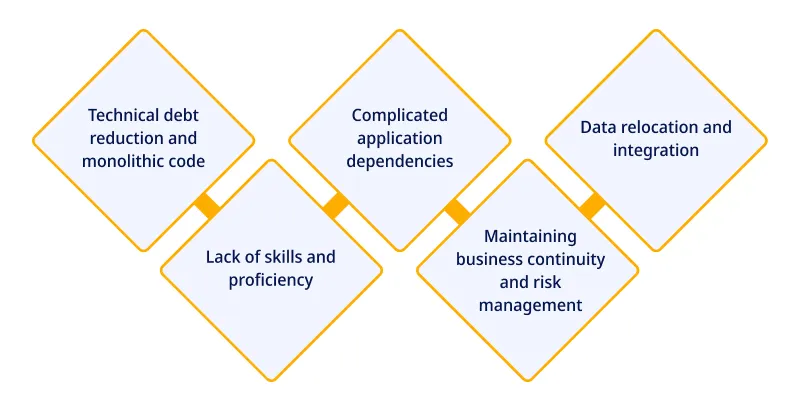 Technical debt
reduction and
monolithic code
Lack of skills and
proficiency
Complicated
application
dependencies
Maintaining
business continuity
and risk
management
Data relocation and
integration